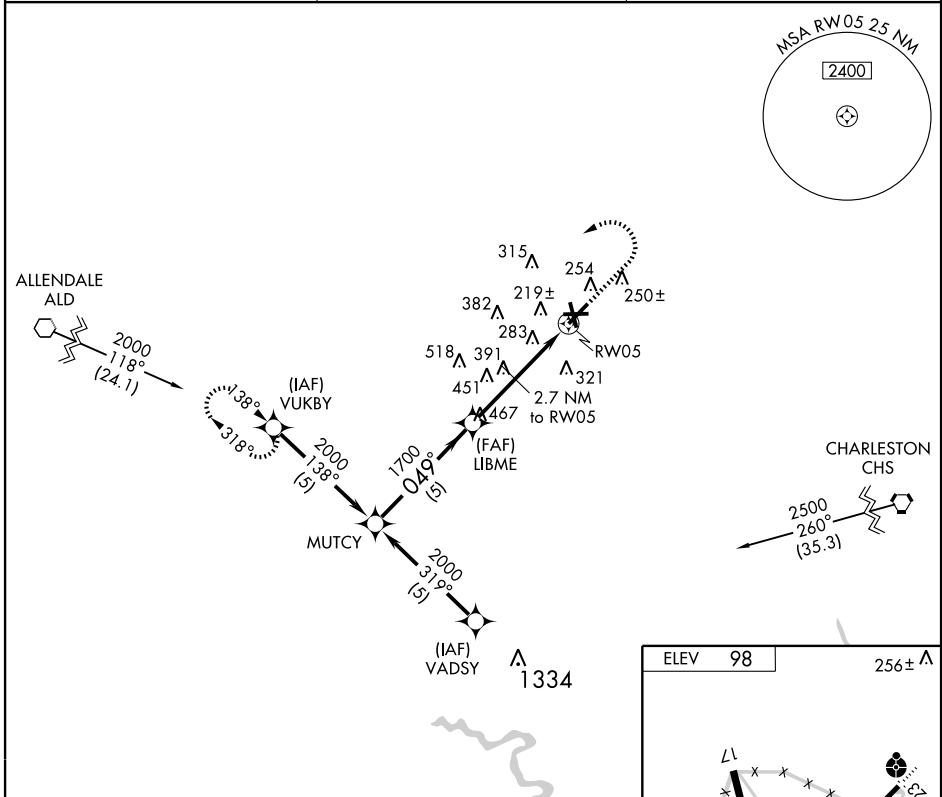 MSA RW05 25 NM
2400
315
254
250±
219±
382
283
RW05
518
391
451
321
2.7 NM
to RW05
467
ALLENDALE
ALD
2000
118°
(24.1)
138°
318°
(IAF)
VUKBY
2000
138°
(5)
(FAF)
LIBME
1700
049°
(5)
MUTCY
CHARLESTON
CHS
2500
260°
(35.3)
2000
319°
(5)
(IAF)
VADSY
1334
ELEV 98
256±
17
23